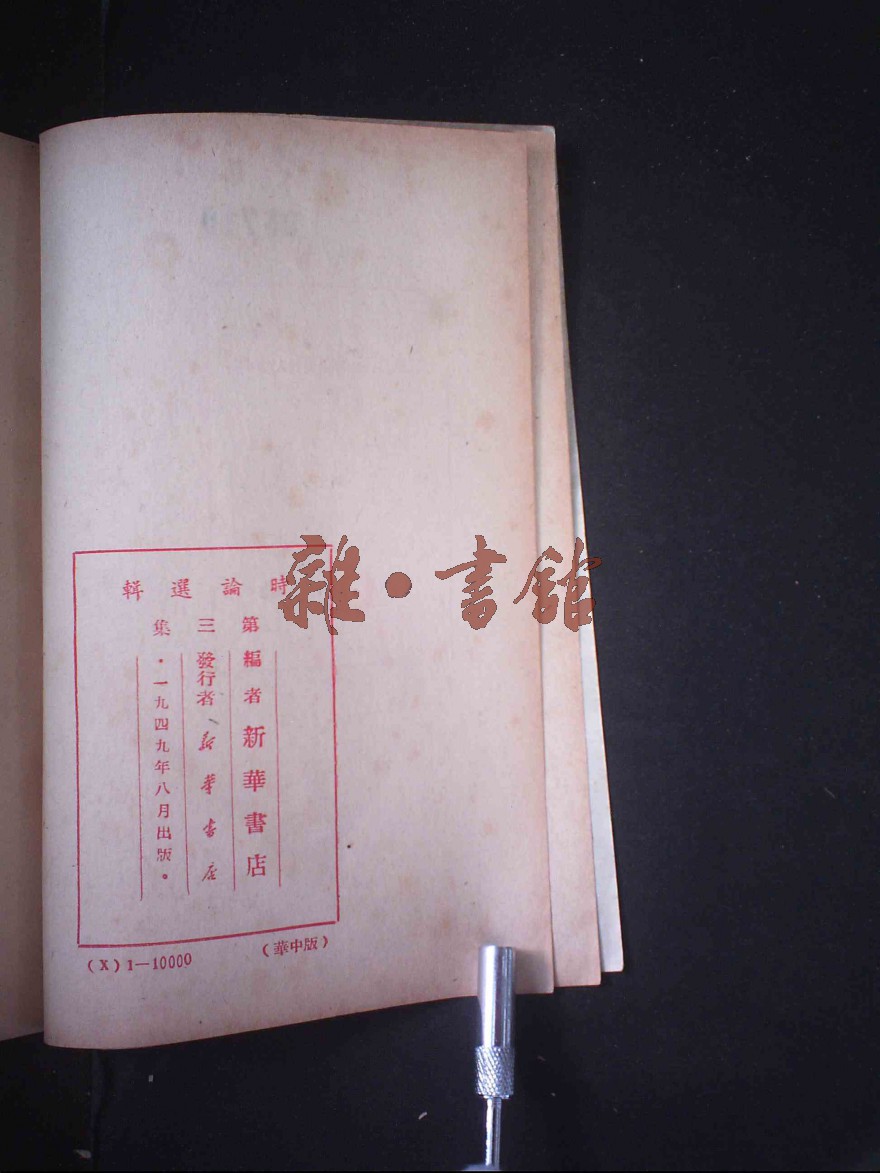 時論選輯
第三集
編者新華書店
發行者新華書店
·一九四九年八月出版·
(華中版)
(X) 1—10000
雜·書館